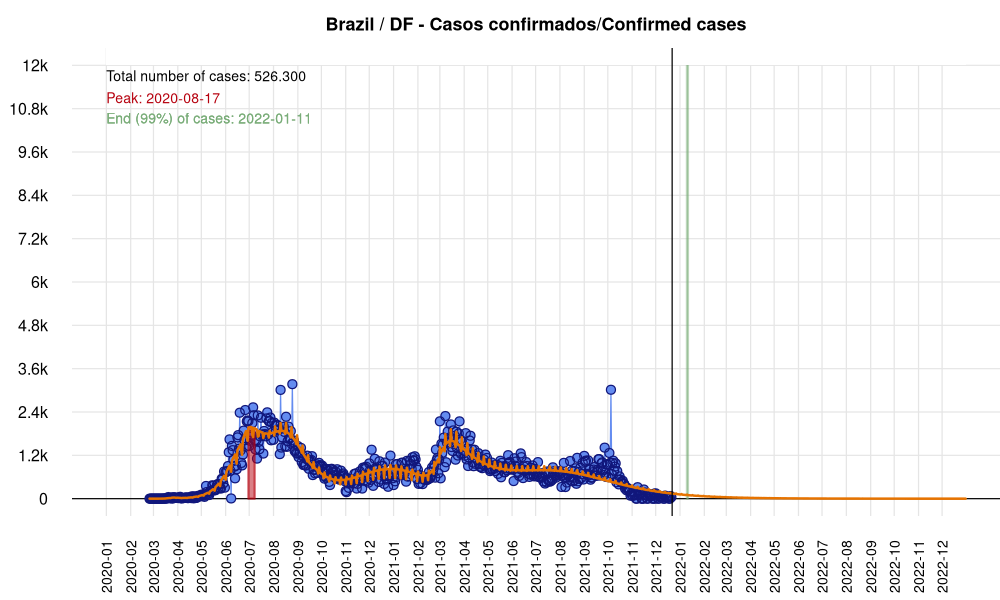 Brazil / DF - Casos confirmados/Confirmed cases
Total number of cases: 526.300
Peak: 2020-08-17
End (99%) of cases: 2022-01-11
12k
10.8k
9.6k
8.4k
7.2k
6k
4.8k
3.6k
2.4k
1.2k
0
2020-01
2020-02
2020-03
2020-04
2020-05
2020-06
2020-07
2020-08
2020-09
2020-10
2020-11
2020-12
2021-01
2021-02
2021-03
2021-04
2021-05
2021-06
2021-07
2021-08
2021-09
2021-10
2021-11
2021-12
2022-01
2022-02
2022-03
2022-04
2022-05
2022-06
2022-07
2022-08
2022-09
2022-10
2022-11
2022-12